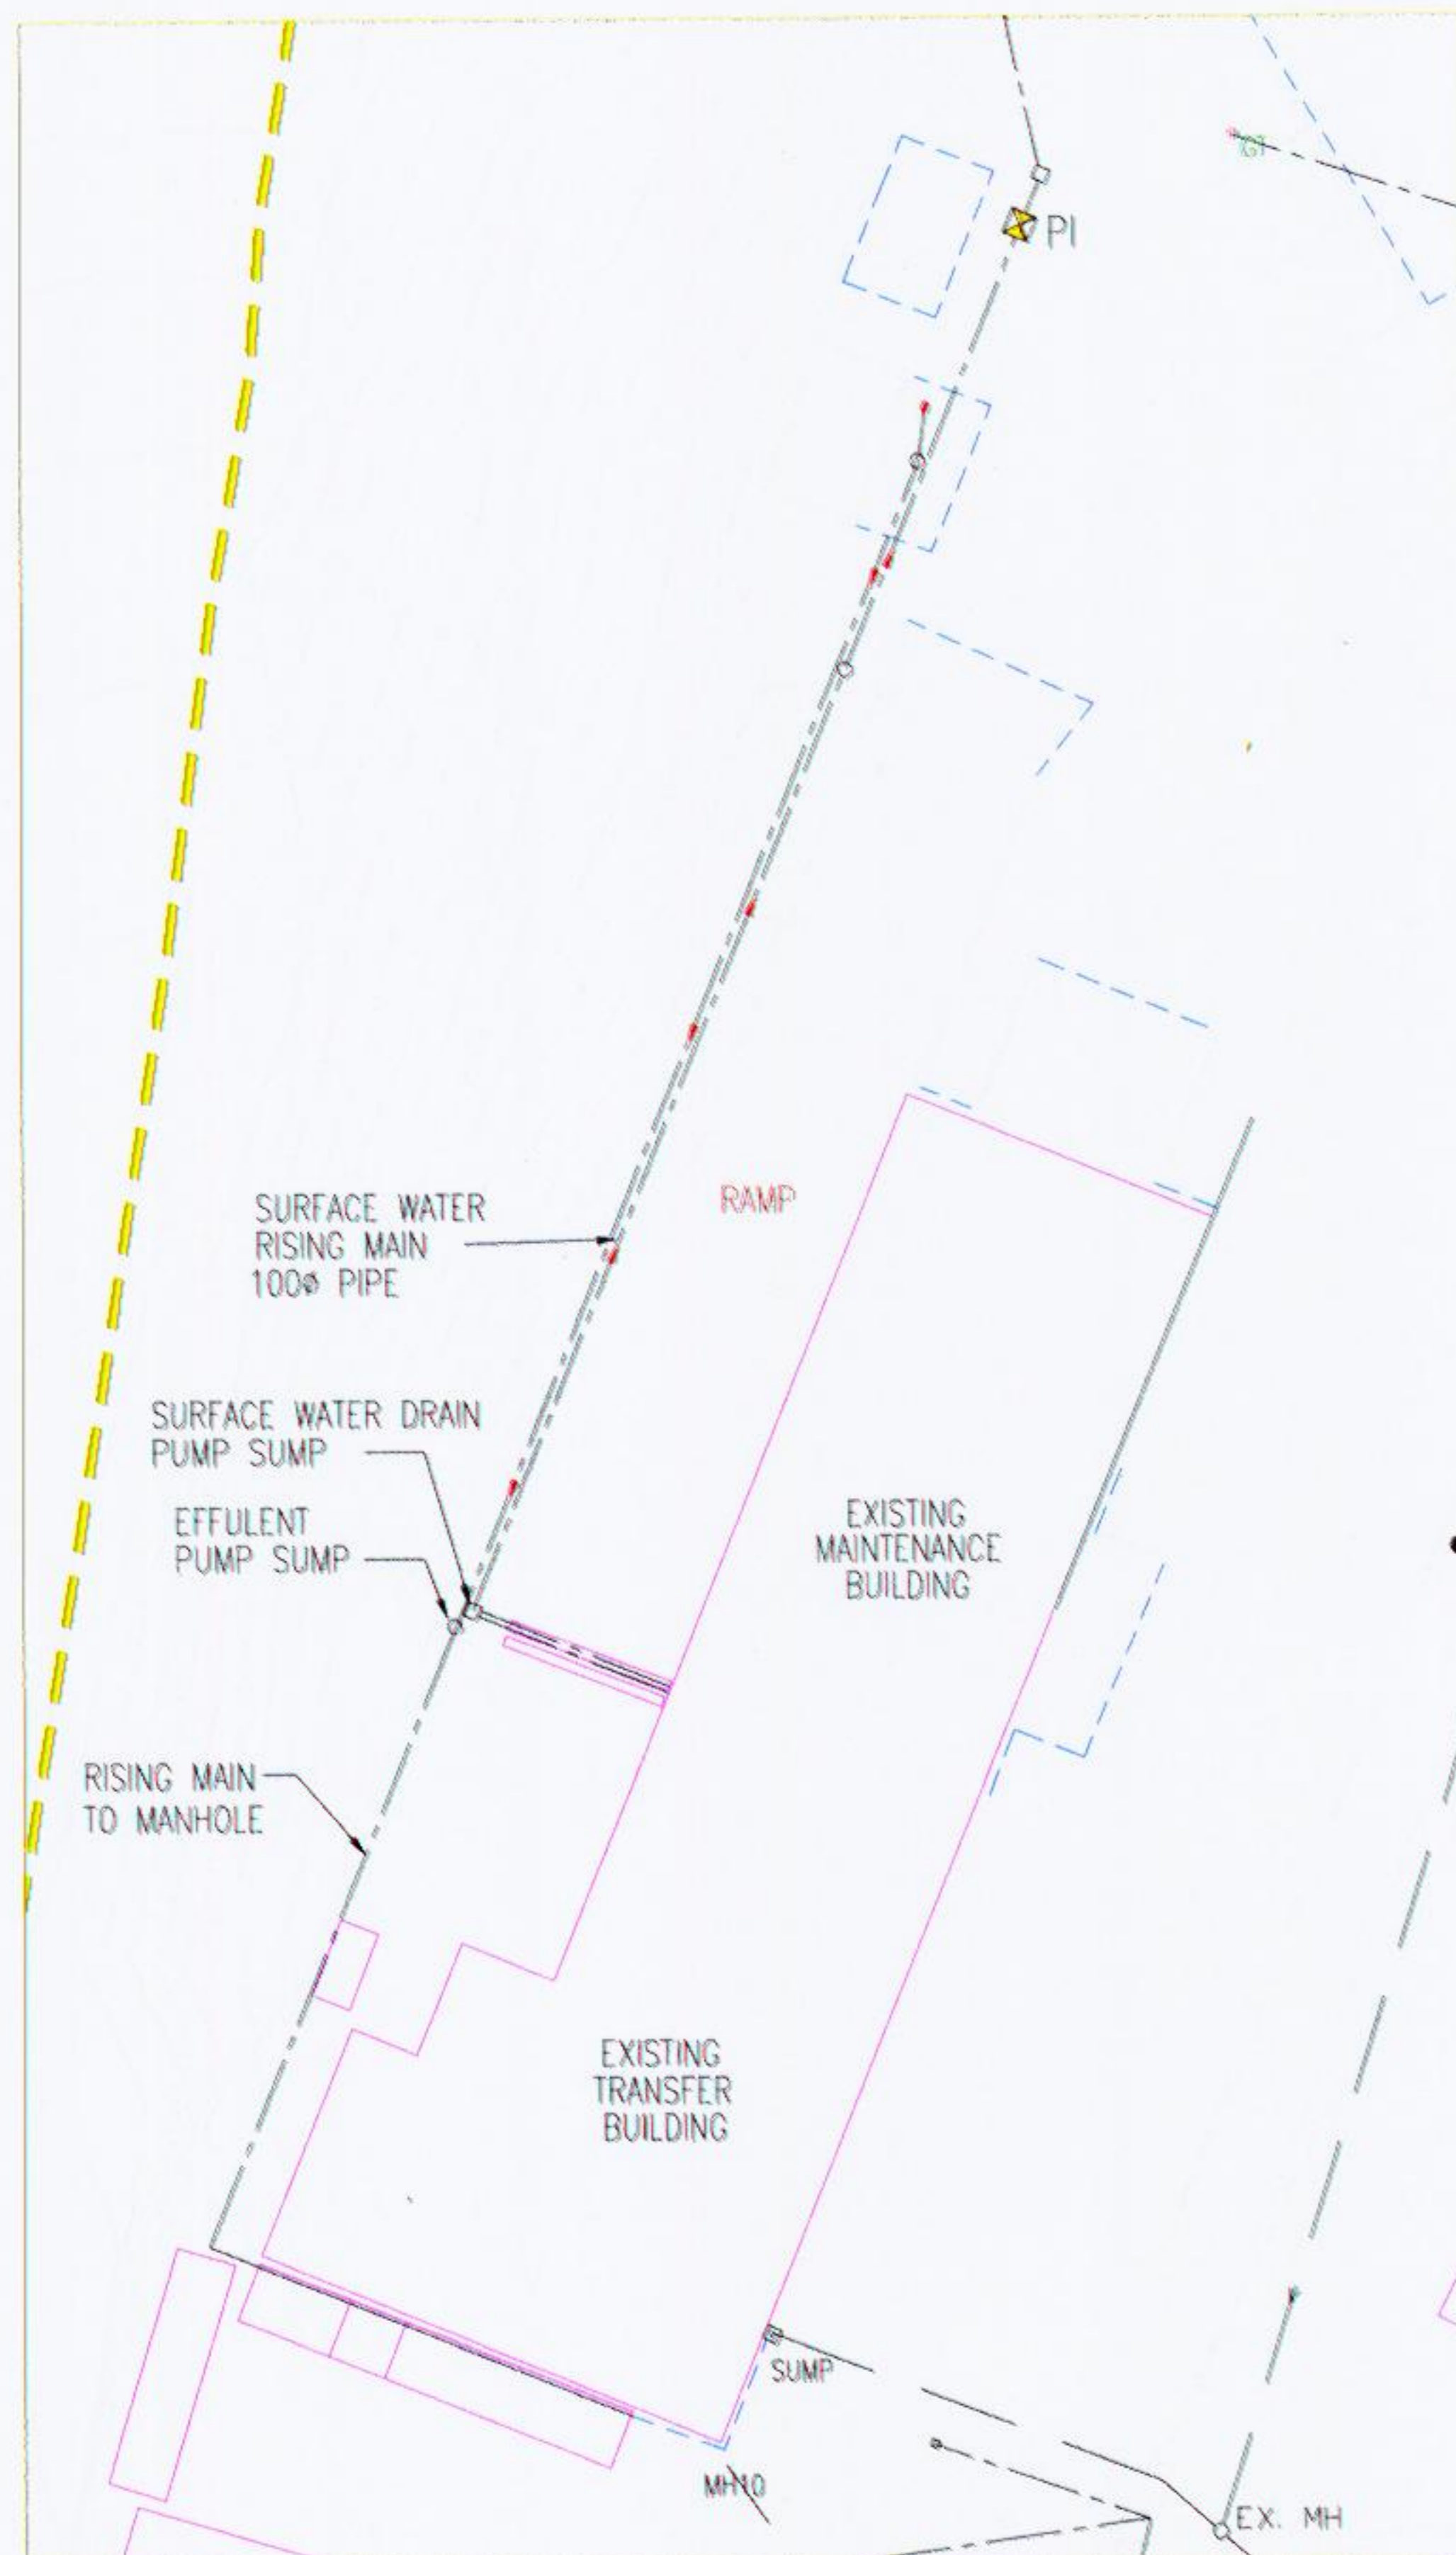 GT
PI
SURFACE WATER
RISING MAIN
100ø PIPE
RAMP
SURFACE WATER DRAIN
PUMP SUMP
EFFULENT
PUMP SUMP
EXISTING
MAINTENANCE
BUILDING
RISING MAIN
TO MANHOLE
EXISTING
TRANSFER
BUILDING
SUMP
MH10
EX. MH